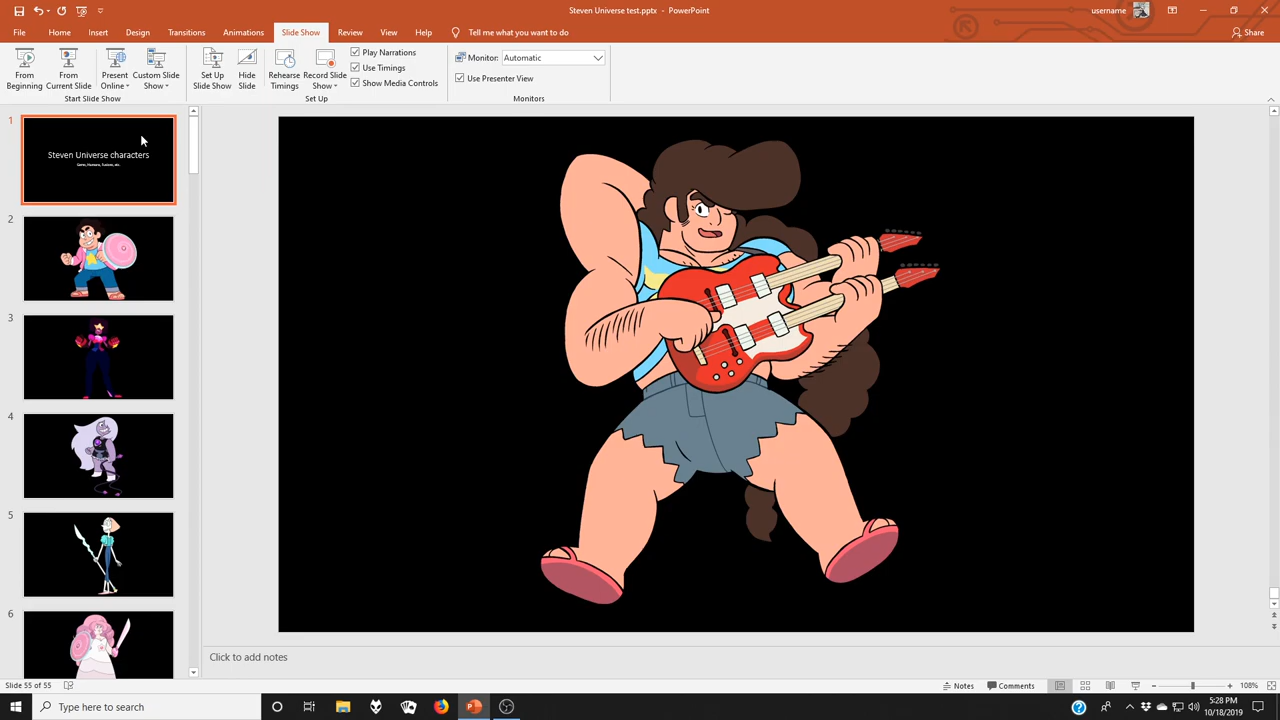 Steven Universe test.pptx - PowerPoint
username
File Home Insert Design Transitions Animations Slide Show Review View Help Tell me what you want to do
Share
From Beginning
From Current Slide
Present Online
Custom Slide Show
Start Slide Show
Set Up Slide Show
Hide Slide
Rehearse Timings
Record Slide Show
Play Narrations
Use Timings
Show Media Controls
Set Up
Monitor: Automatic
Use Presenter View
Monitors
1
Steven Universe characters
Gems, Humans, Fusions, etc.
2
3
4
5
6
Click to add notes
Slide 55 of 55
Notes
Comments
108%
Type here to search
5:28 PM
10/18/2019